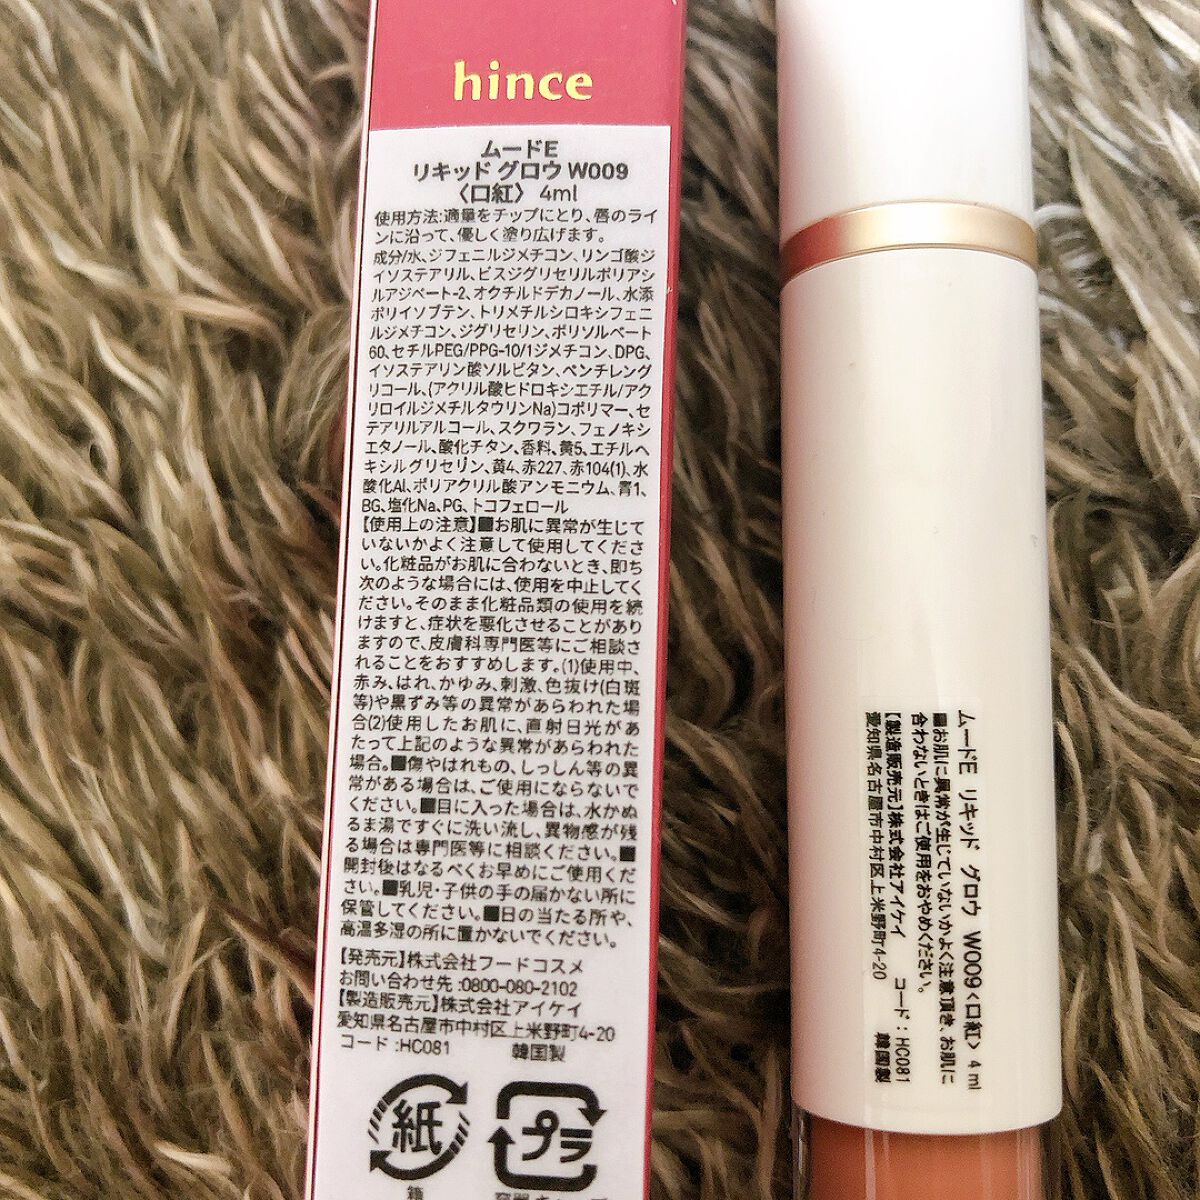 hince
ムードE
リキッド グロウ W009
〈口紅〉 4ml
使用方法:適量をチップにとり、唇のライ
ンに沿って、優しく塗り広げます。
成分/水、ジフェニルジメチコン、リンゴ酸ジ
イソステアリル、ビスジグリセリルポリアシ
ルアジペート-2、オクチルドデカノール、水添
ポリイソブテン、トリメチルシロキシフェニ
ルジメチコン、ジグリセリン、ポリソルベート
60、セチルPEG/PPG-10/1ジメチコン、DPG、
イソステアリン酸ソルビタン、ペンチレング
リコール、(アクリル酸ヒドロキシエチル/アク
リロイルジメチルタウリンNa)コポリマー、セ
テアリルアルコール、スクワラン、フェノキシ
エタノール、酸化チタン、香料、黄5、エチルヘ
キシルグリセリン、黄4、赤227、赤104(1)、水
酸化Al、ポリアクリル酸アンモニウム、青1、
BG、塩化Na、PG、トコフェロール
【使用上の注意】■お肌に異常が生じて
いないかよく注意して使用してくださ
い。化粧品がお肌に合わないとき、即ち
次のような場合には、使用を中止してく
ださい。そのまま化粧品類の使用を続
けますと、症状を悪化させることがあり
ますので、皮膚科専門医等にご相談さ
れることをおすすめします。(1)使用中、
赤み、はれ、かゆみ、刺激、色抜け(白斑
等)や黒ずみ等の異常があらわれた場
合(2)使用したお肌に、直射日光があ
たって上記のような異常があらわれた
場合。■傷やはれもの、しっしん等の異
常がある場合は、ご使用にならないで
ください。■目に入った場合は、水かぬ
るま湯ですぐに洗い流し、異物感が残
る場合は専門医等に相談ください。■
開封後はなるべくお早めにご使用くだ
さい。■乳児・子供の手の届かない所に
保管してください。■日の当たる所や、
高温多湿の所に置かないでください。
【発売元】株式会社フードコスメ
お問い合わせ先:0800-080-2102
【製造販売元】株式会社アイケイ
愛知県名古屋市中村区上米野町4-20
コード:HC081 韓国製
紙
プラ
箱
ムードE リキッド グロウ W009〈口紅〉 4ml
■お肌に異常が生じていないかよく注意頂き、お肌に
合わないときはご使用をおやめください。
【製造販売元】株式会社アイケイ コード:HC081
愛知県名古屋市中村区上米野町4-20 韓国製